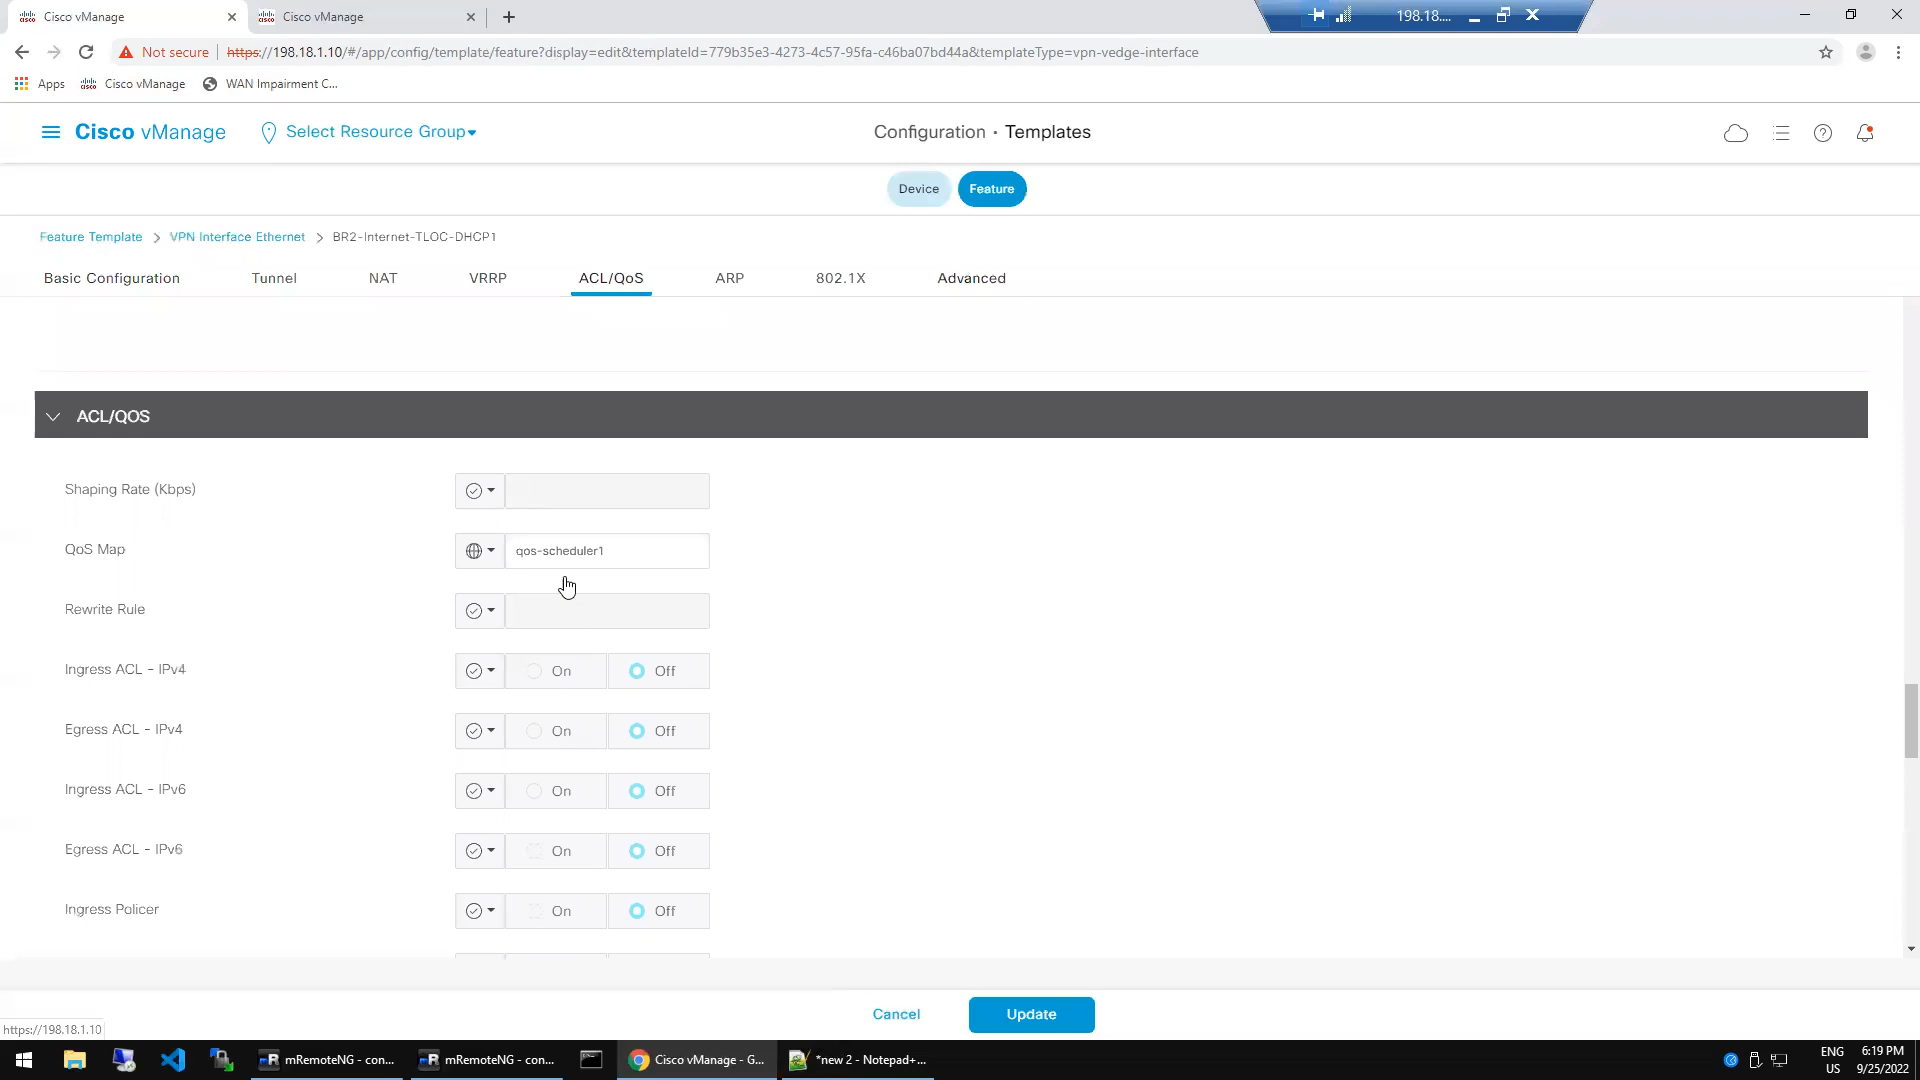 Cisco vManage
Cisco vManage
198.18....
Not secure
https://198.18.1.10/#/app/config/template/feature?display=edit&templateId=779b35e3-4273-4c57-95fa-c46ba07bd44a&templateType=vpn-vedge-interface
Apps
Cisco vManage
WAN Impairment C...
Cisco vManage
Select Resource Group
Configuration · Templates
Device
Feature
Feature Template > VPN Interface Ethernet > BR2-Internet-TLOC-DHCP1
Basic Configuration
Tunnel
NAT
VRRP
ACL/QoS
ARP
802.1X
Advanced
ACL/QOS
Shaping Rate (Kbps)
QoS Map
qos-scheduler1
Rewrite Rule
Ingress ACL - IPv4
On
Off
Egress ACL - IPv4
On
Off
Ingress ACL - IPv6
On
Off
Egress ACL - IPv6
On
Off
Ingress Policer
On
Off
Cancel
Update
https://198.18.1.10
mRemoteNG - con...
mRemoteNG - con...
Cisco vManage - G...
*new 2 - Notepad+...
ENG
US
6:19 PM
9/25/2022